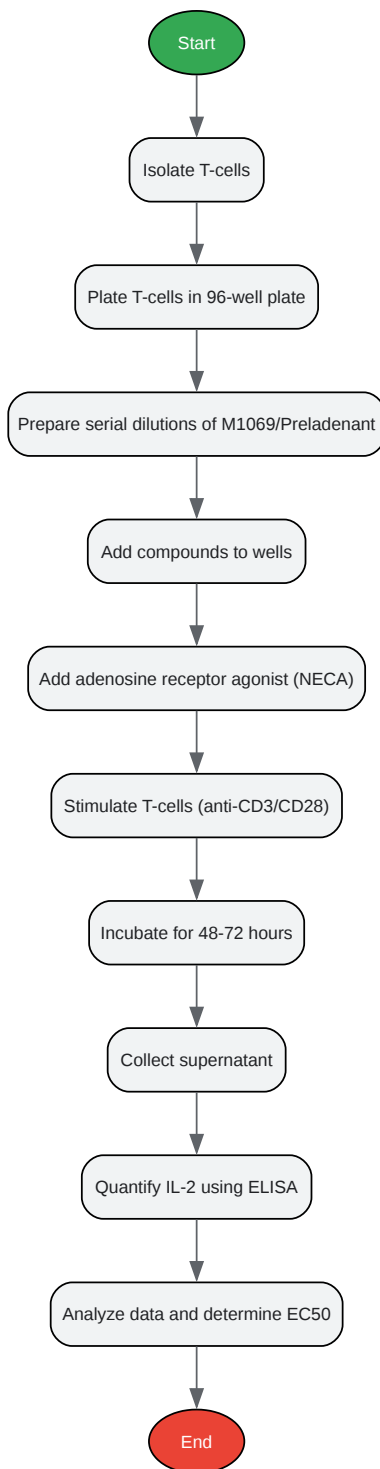 Start
Isolate T-cells
Plate T-cells in 96-well plate
Prepare serial dilutions of M1069/Preladenant
Add compounds to wells
Add adenosine receptor agonist (NECA)
Stimulate T-cells (anti-CD3/CD28)
Incubate for 48-72 hours
Collect supernatant
Quantify IL-2 using ELISA
Analyze data and determine EC50
End